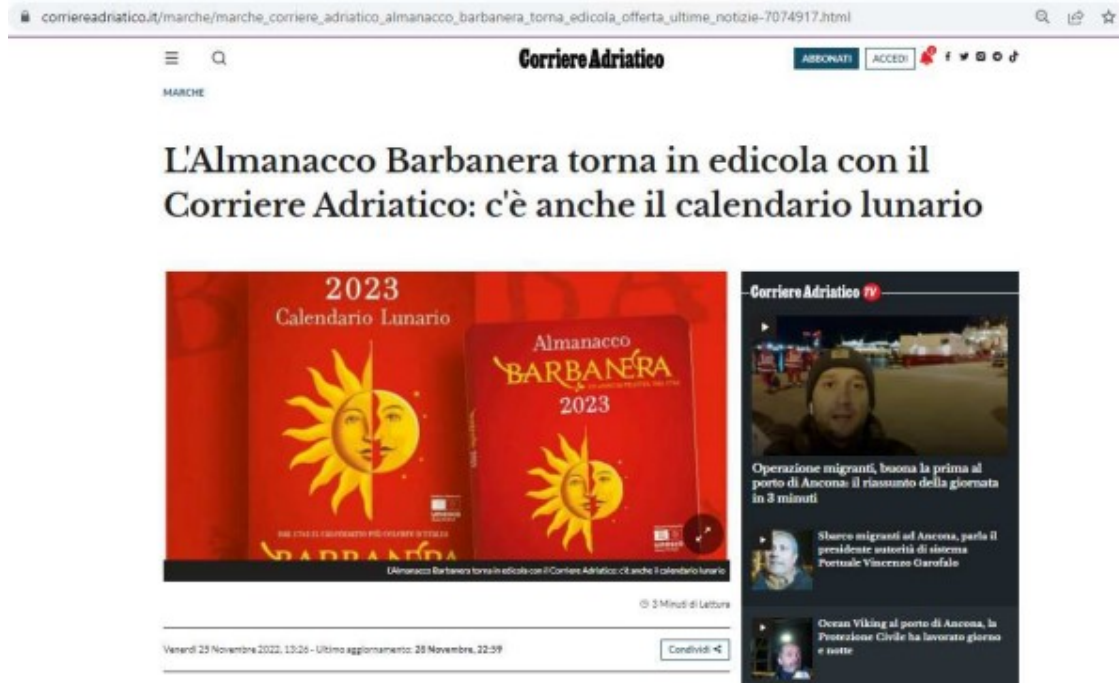 corriereadriatico.it/marche/marche_corriere_adriatico_almanacco_barbanera_torna_edicola_offerta_ultime_notizie-7074917.html
Corriere Adriatico
ABBONATI
ACCEDI
MARCHE
L'Almanacco Barbanera torna in edicola con il
Corriere Adriatico: c'è anche il calendario lunario
2023
Calendario Lunario
Almanacco
BARBANERA
2023
BARBANERA
L'Almanacco Barbanera torna in edicola con il Corriere Adriatico: c'è anche il calendario lunario
3 Minuti di Lettura
Venerdì 25 Novembre 2022, 13:26 - Ultimo aggiornamento: 28 Novembre, 22:59
Condividi
Corriere Adriatico TV
Operazione migranti, buona la prima al
porto di Ancona: il riassunto della giornata
in 3 minuti
Sbarco migranti ad Ancona, parla il
presidente autorità di sistema
Portuale Vincenzo Garofalo
Ocean Viking al porto di Ancona, la
Protezione Civile ha lavorato giorno
e notte